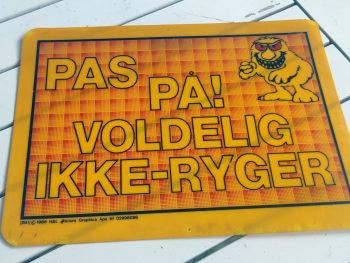 PAS
PÅ!
VOLDELIG
IKKE-RYGER